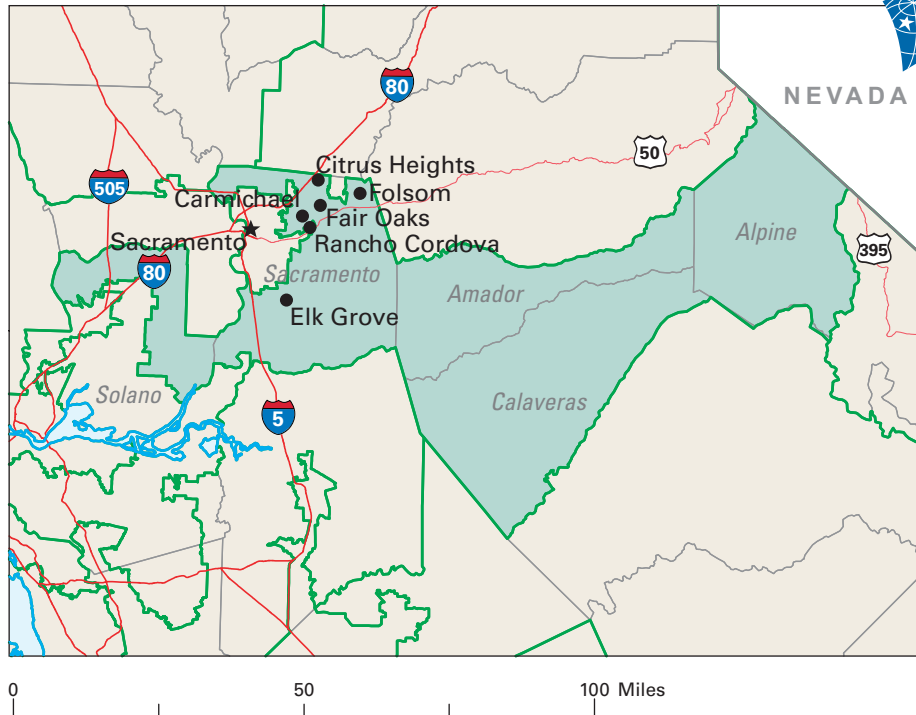 80
NEVADA
50
Citrus Heights
505
Carmichael
Folsom
Fair Oaks
Sacramento
Rancho Cordova
Alpine
395
80
Sacramento
Amador
Elk Grove
Solano
Calaveras
5
0 50 100 Miles